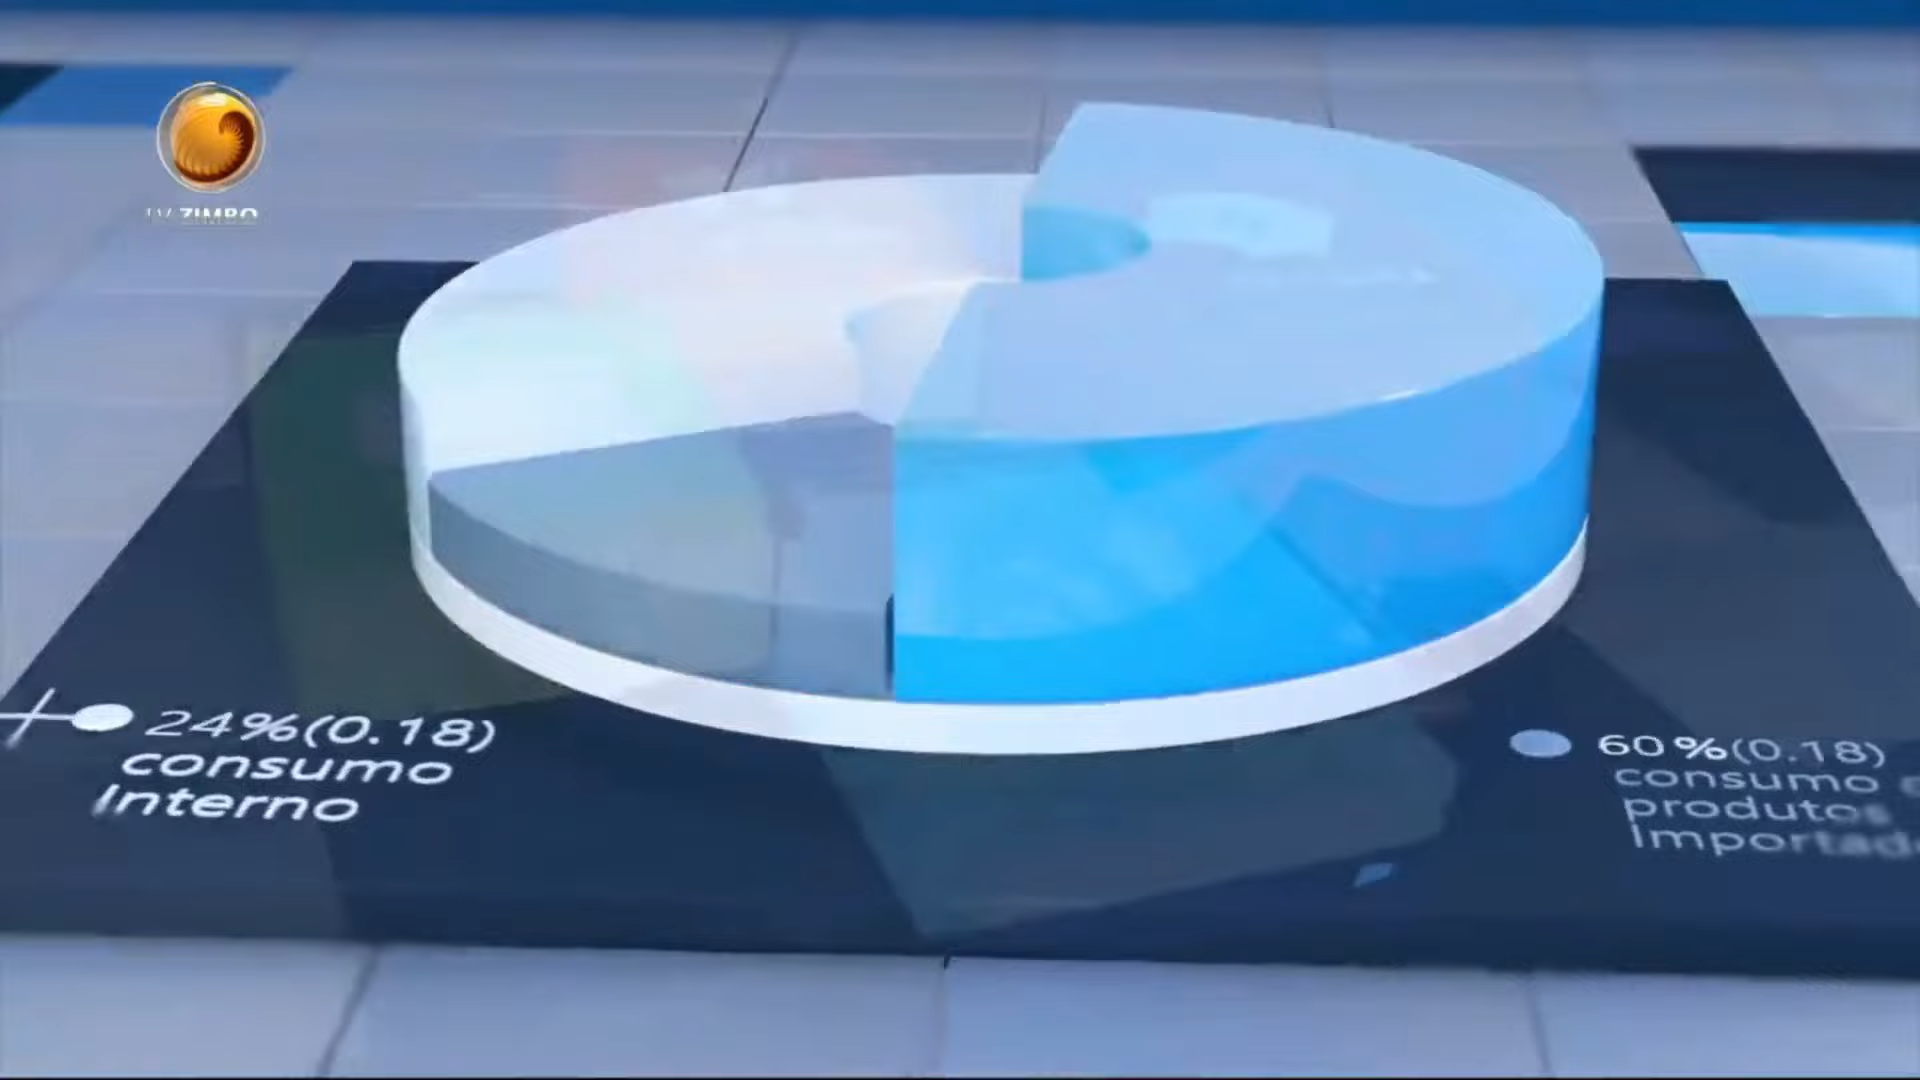 TV ZIMBO
24%(0.18)
consumo
Interno
60%(0.18)
consumo
produtos